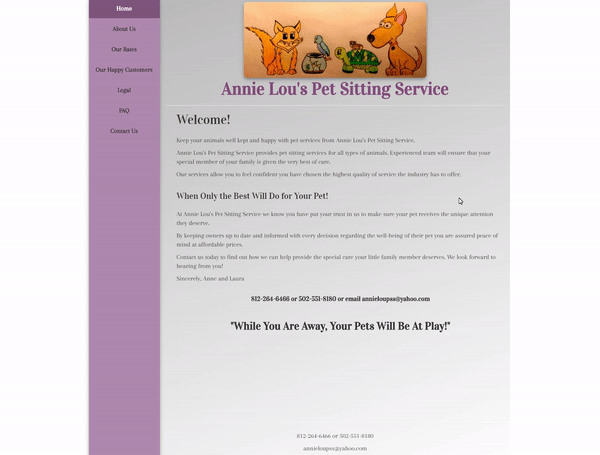 Home
About Us
Our Rates
Our Happy Customers
Legal
FAQ
Contact Us
Annie Lou's Pet Sitting Service
Welcome!
Keep your animals well kept and happy with pet services from Annie Lou's Pet Sitting Service.
Annie Lou's Pet Sitting Service provides pet sitting services for all types of animals. Experienced team will ensure that your
special member of your family is given the very best of care.
Our services allow you to feel confident you have chosen the highest quality of service the industry has to offer.
When Only the Best Will Do for Your Pet!
At Annie Lou's Pet Sitting Service we know you have put your trust in us to make sure your pet receives the unique attention
they deserve.
By keeping owners up to date and informed with every decision regarding the well-being of their pet you are assured peace of
mind at affordable prices.
Contact us today to find out how we can help provide the special care your little family member deserves. We look forward to
hearing from you!
Sincerely, Anne and Laura
812-264-6466 or 502-551-8180 or email annieloupss@yahoo.com
"While You Are Away, Your Pets Will Be At Play!"
812-264-6466 or 502-551-8180
annieloupss@yahoo.com